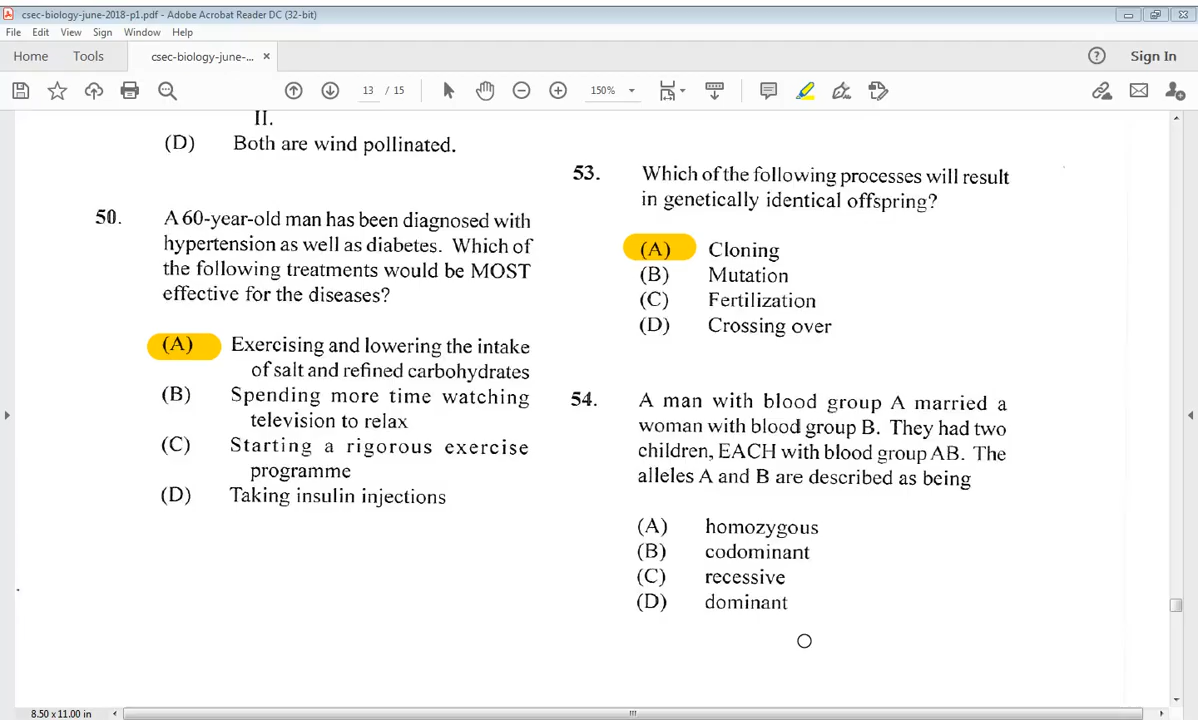 csec-biology-june-2018-p1.pdf - Adobe Acrobat Reader DC (32-bit)
File Edit View Sign Window Help
Home Tools csec-biology-june-... × ? Sign In
13 / 15 150%
II.
(D) Both are wind pollinated.
50. A 60-year-old man has been diagnosed with
hypertension as well as diabetes. Which of
the following treatments would be MOST
effective for the diseases?
(A) Exercising and lowering the intake
of salt and refined carbohydrates
(B) Spending more time watching
television to relax
(C) Starting a rigorous exercise
programme
(D) Taking insulin injections
53. Which of the following processes will result
in genetically identical offspring?
(A) Cloning
(B) Mutation
(C) Fertilization
(D) Crossing over
54. A man with blood group A married a
woman with blood group B. They had two
children, EACH with blood group AB. The
alleles A and B are described as being
(A) homozygous
(B) codominant
(C) recessive
(D) dominant
8.50 x 11.00 in